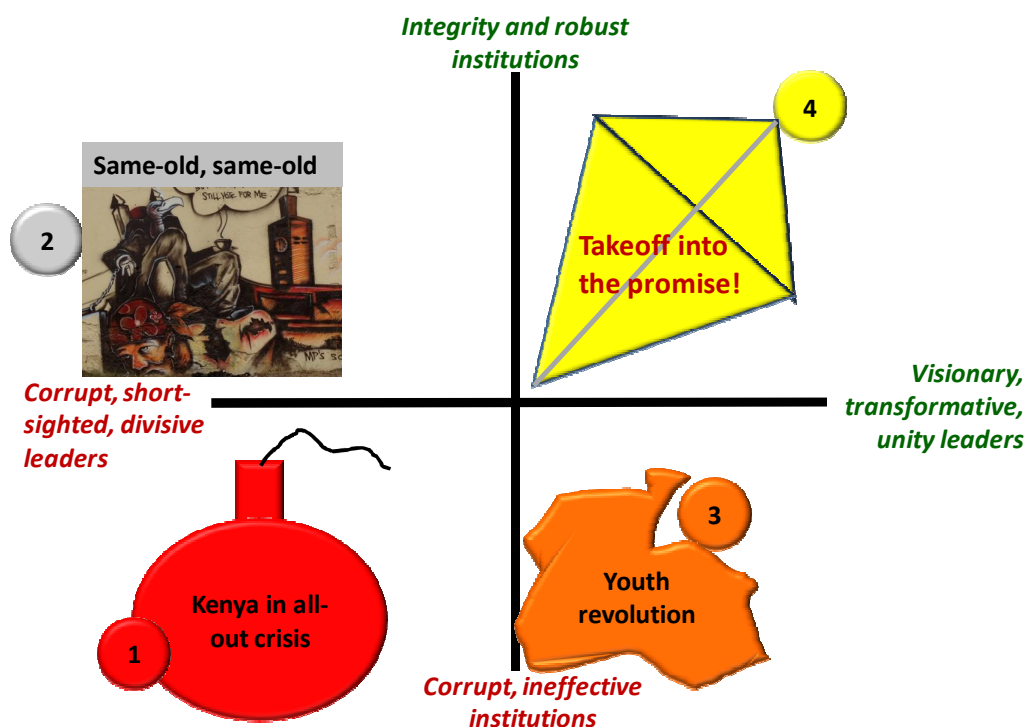 Integrity and robust
institutions
4
Same-old, same-old
STILL VOTE FOR ME
2
Takeoff into
the promise!
MP'S
Corrupt, short-
sighted, divisive
leaders
Visionary,
transformative,
unity leaders
3
Youth
revolution
Kenya in all-
out crisis
1
Corrupt, ineffective
institutions